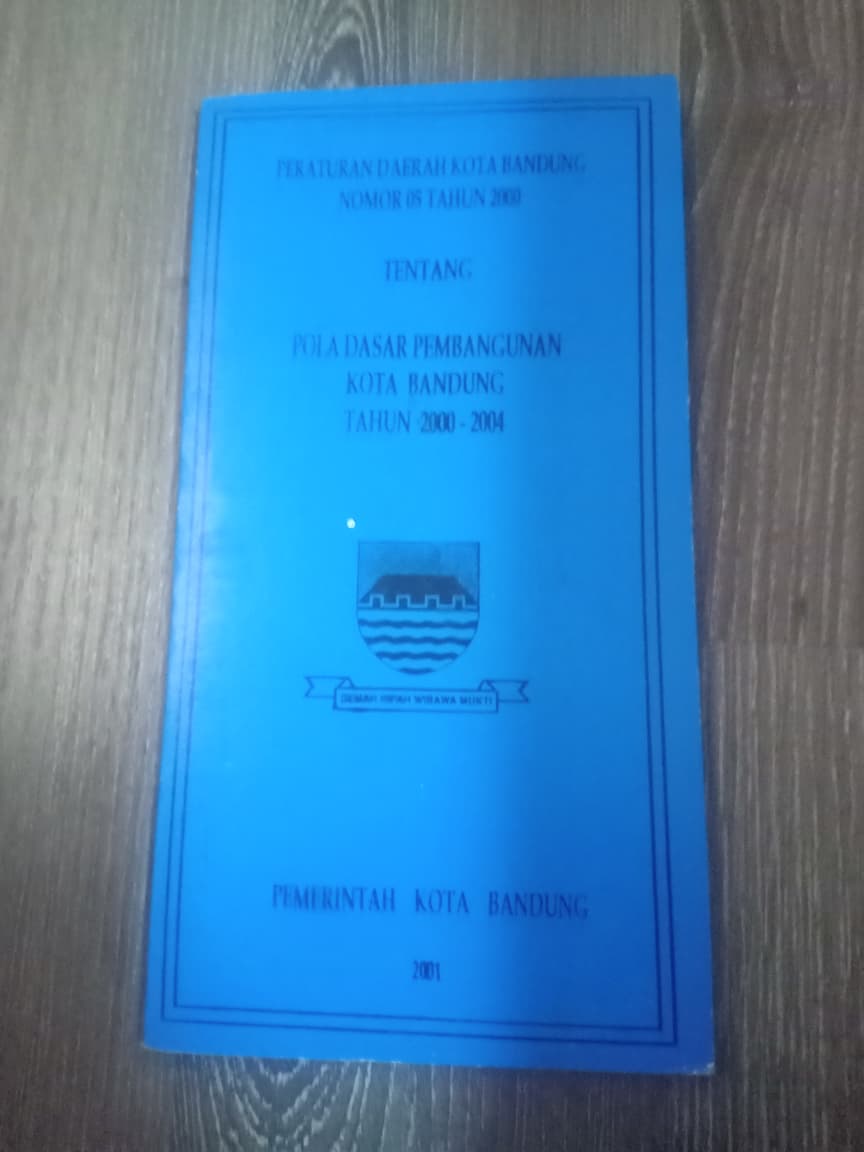 PERATURAN DAERAH KOTA BANDUNG
NOMOR 05 TAHUN 2000
TENTANG
POLA DASAR PEMBANGUNAN
KOTA BANDUNG
TAHUN 2000 - 2004
GEMAH RIPAH WIBAWA MUKTI
PEMERINTAH KOTA BANDUNG
2001